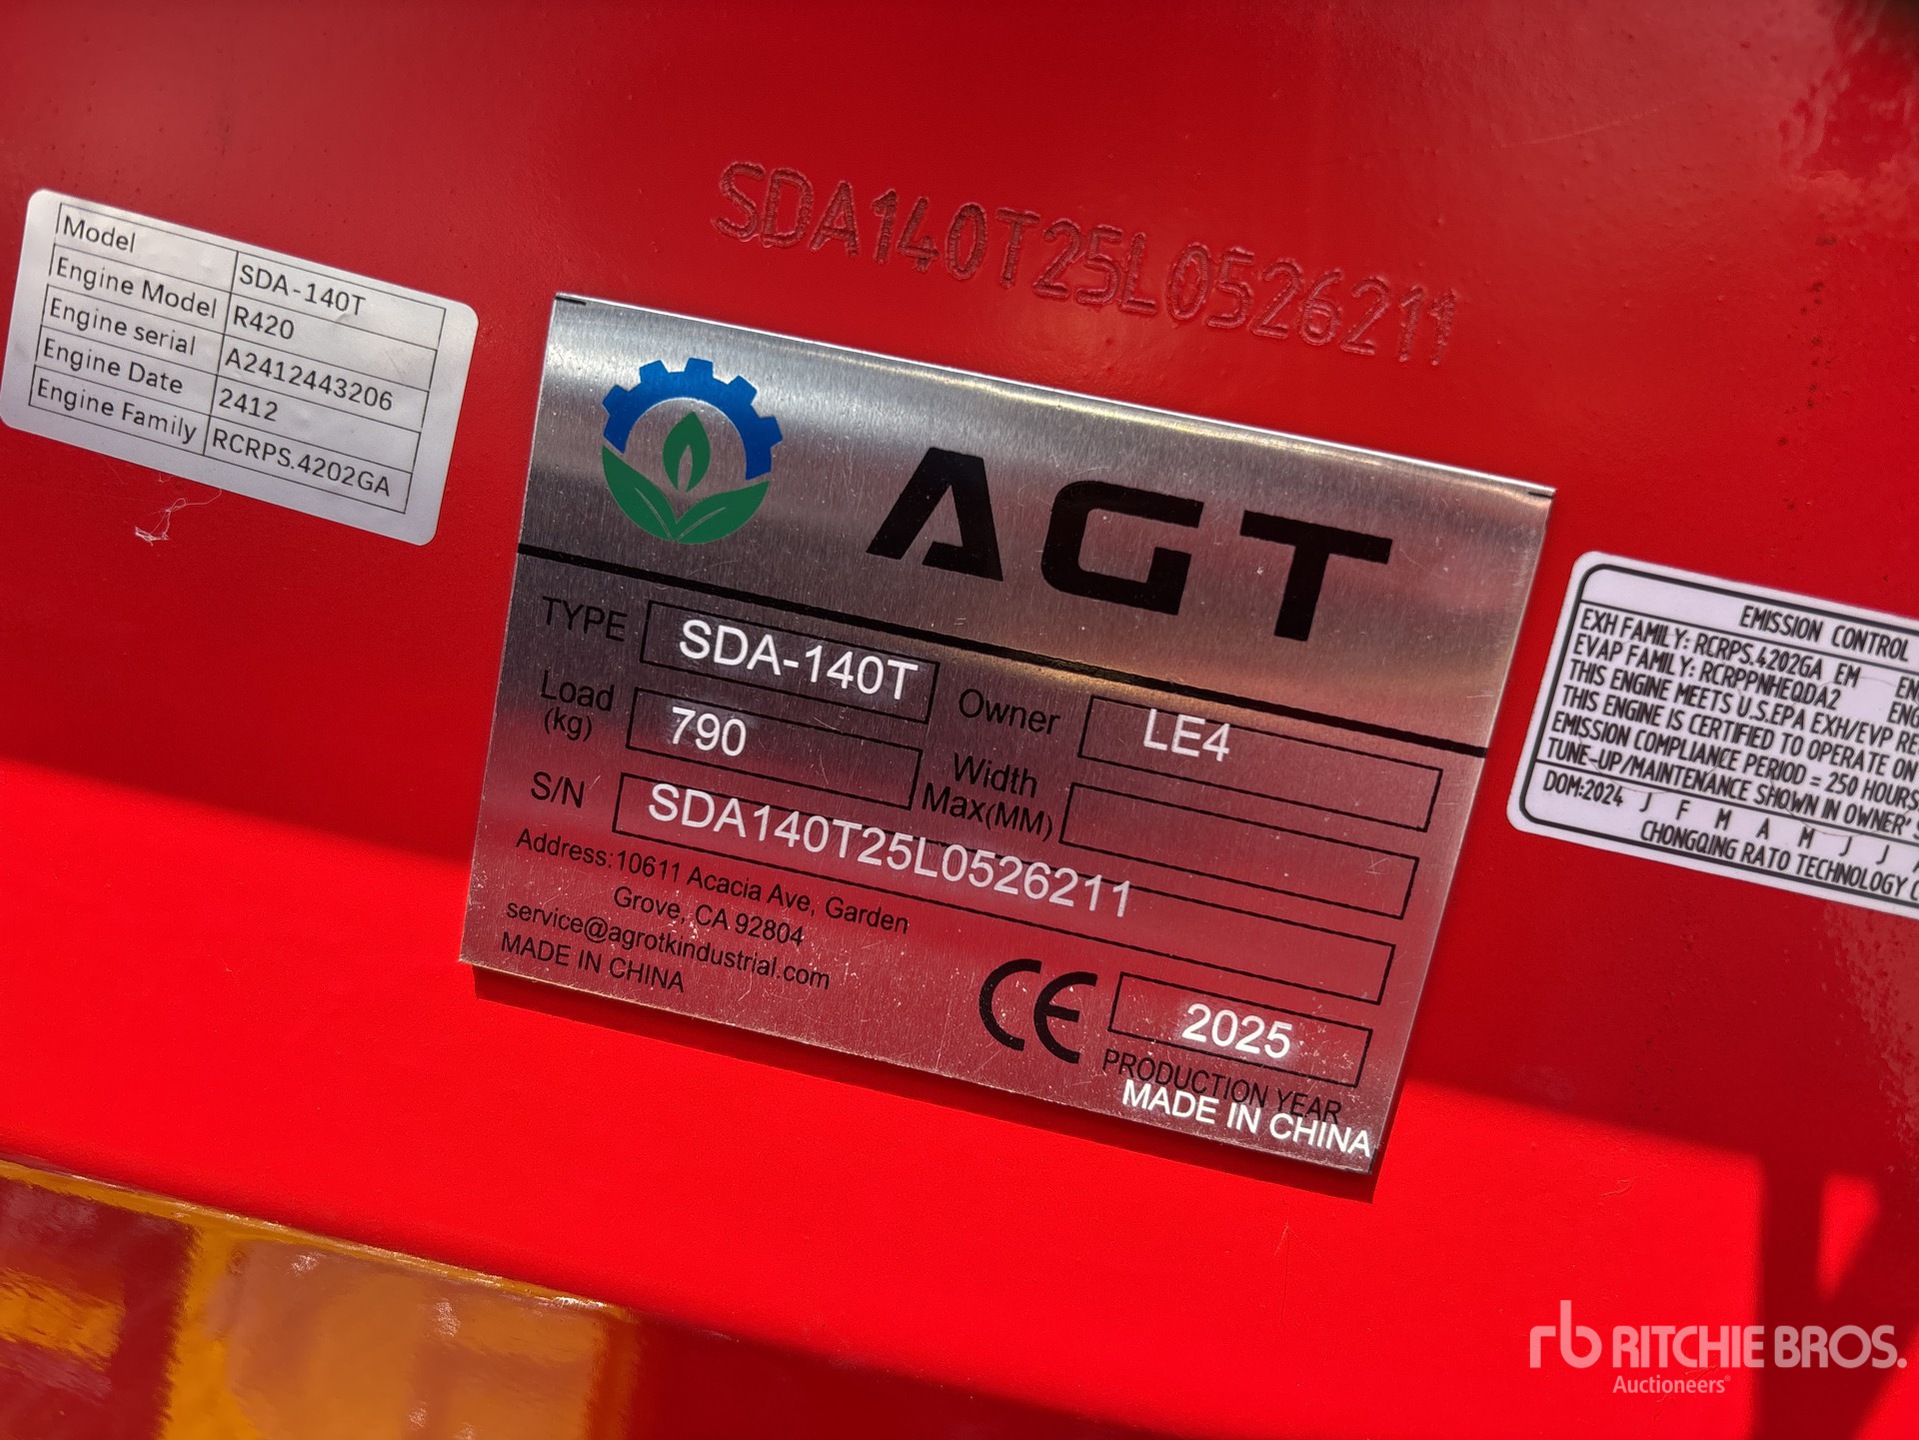 SDA140T25L0526211
Model SDA-140T
Engine Model R420
Engine serial A2412443206
Engine Date 2412
Engine Family RCRPS.4202GA
AGT
TYPE SDA-140T
Owner LE4
Load (kg) 790
Width Max(MM)
S/N SDA140T25L0526211
Address:10611 Acacia Ave, Garden
Grove, CA 92804
service@agrotkindustrial.com
MADE IN CHINA
CE 2025
PRODUCTION YEAR
MADE IN CHINA
EMISSION CONTROL
EXH FAMILY: RCRPS.4202GA EM EN
EVAP FAMILY: RCRPPNHEQDA2 ENG
THIS ENGINE MEETS U.S.EPA EXH/EVP RE
THIS ENGINE IS CERTIFIED TO OPERATE ON
EMISSION COMPLIANCE PERIOD = 250 HOURS
TUNE-UP/MAINTENANCE SHOWN IN OWNER'S
DOM:2024 J F M A M J J A
CHONGQING RATO TECHNOLOGY C
rb RITCHIE BROS.
Auctioneers